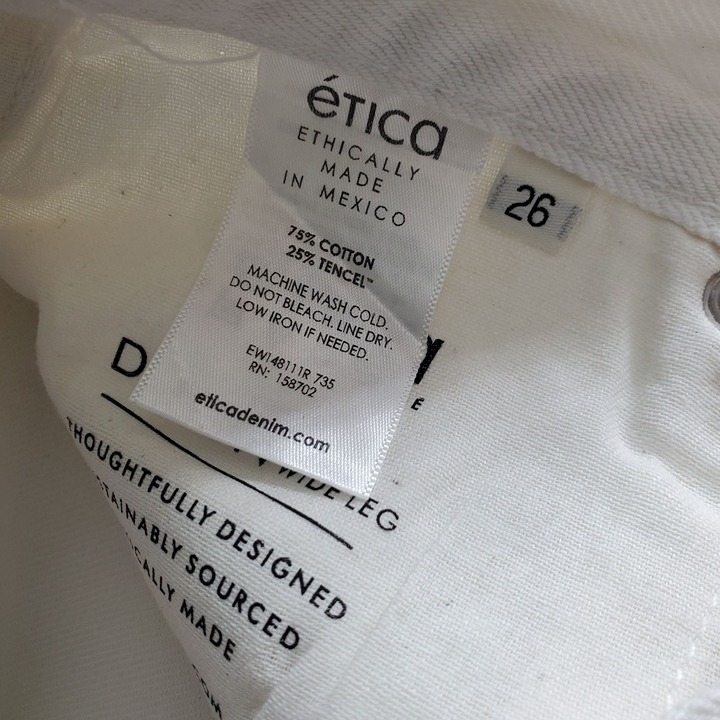 éTICA
ETHICALLY
MADE
IN MEXICO
75% COTTON
25% TENCEL™
MACHINE WASH COLD.
DO NOT BLEACH. LINE DRY.
LOW IRON IF NEEDED.
EW148111R 735
RN: 158702
eticadenim.com
26
WIDE LEG
THOUGHTFULLY DESIGNED
SOURCED
MADE